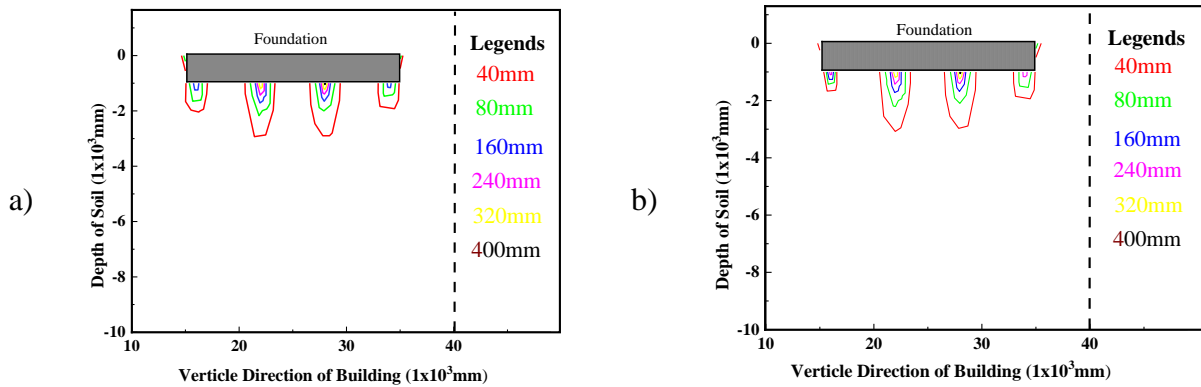 a)
Foundation
Legends
40mm
80mm
160mm
240mm
320mm
400mm
0
-2
-4
-6
-8
-10
Depth of Soil (1x10³mm)
10 20 30 40
Verticle Direction of Building (1x10³mm)
b)
Foundation
Legends
40mm
80mm
160mm
240mm
320mm
400mm
0
-2
-4
-6
-8
-10
Depth of Soil (1x10³mm)
10 20 30 40
Verticle Direction of Building (1x10³mm)